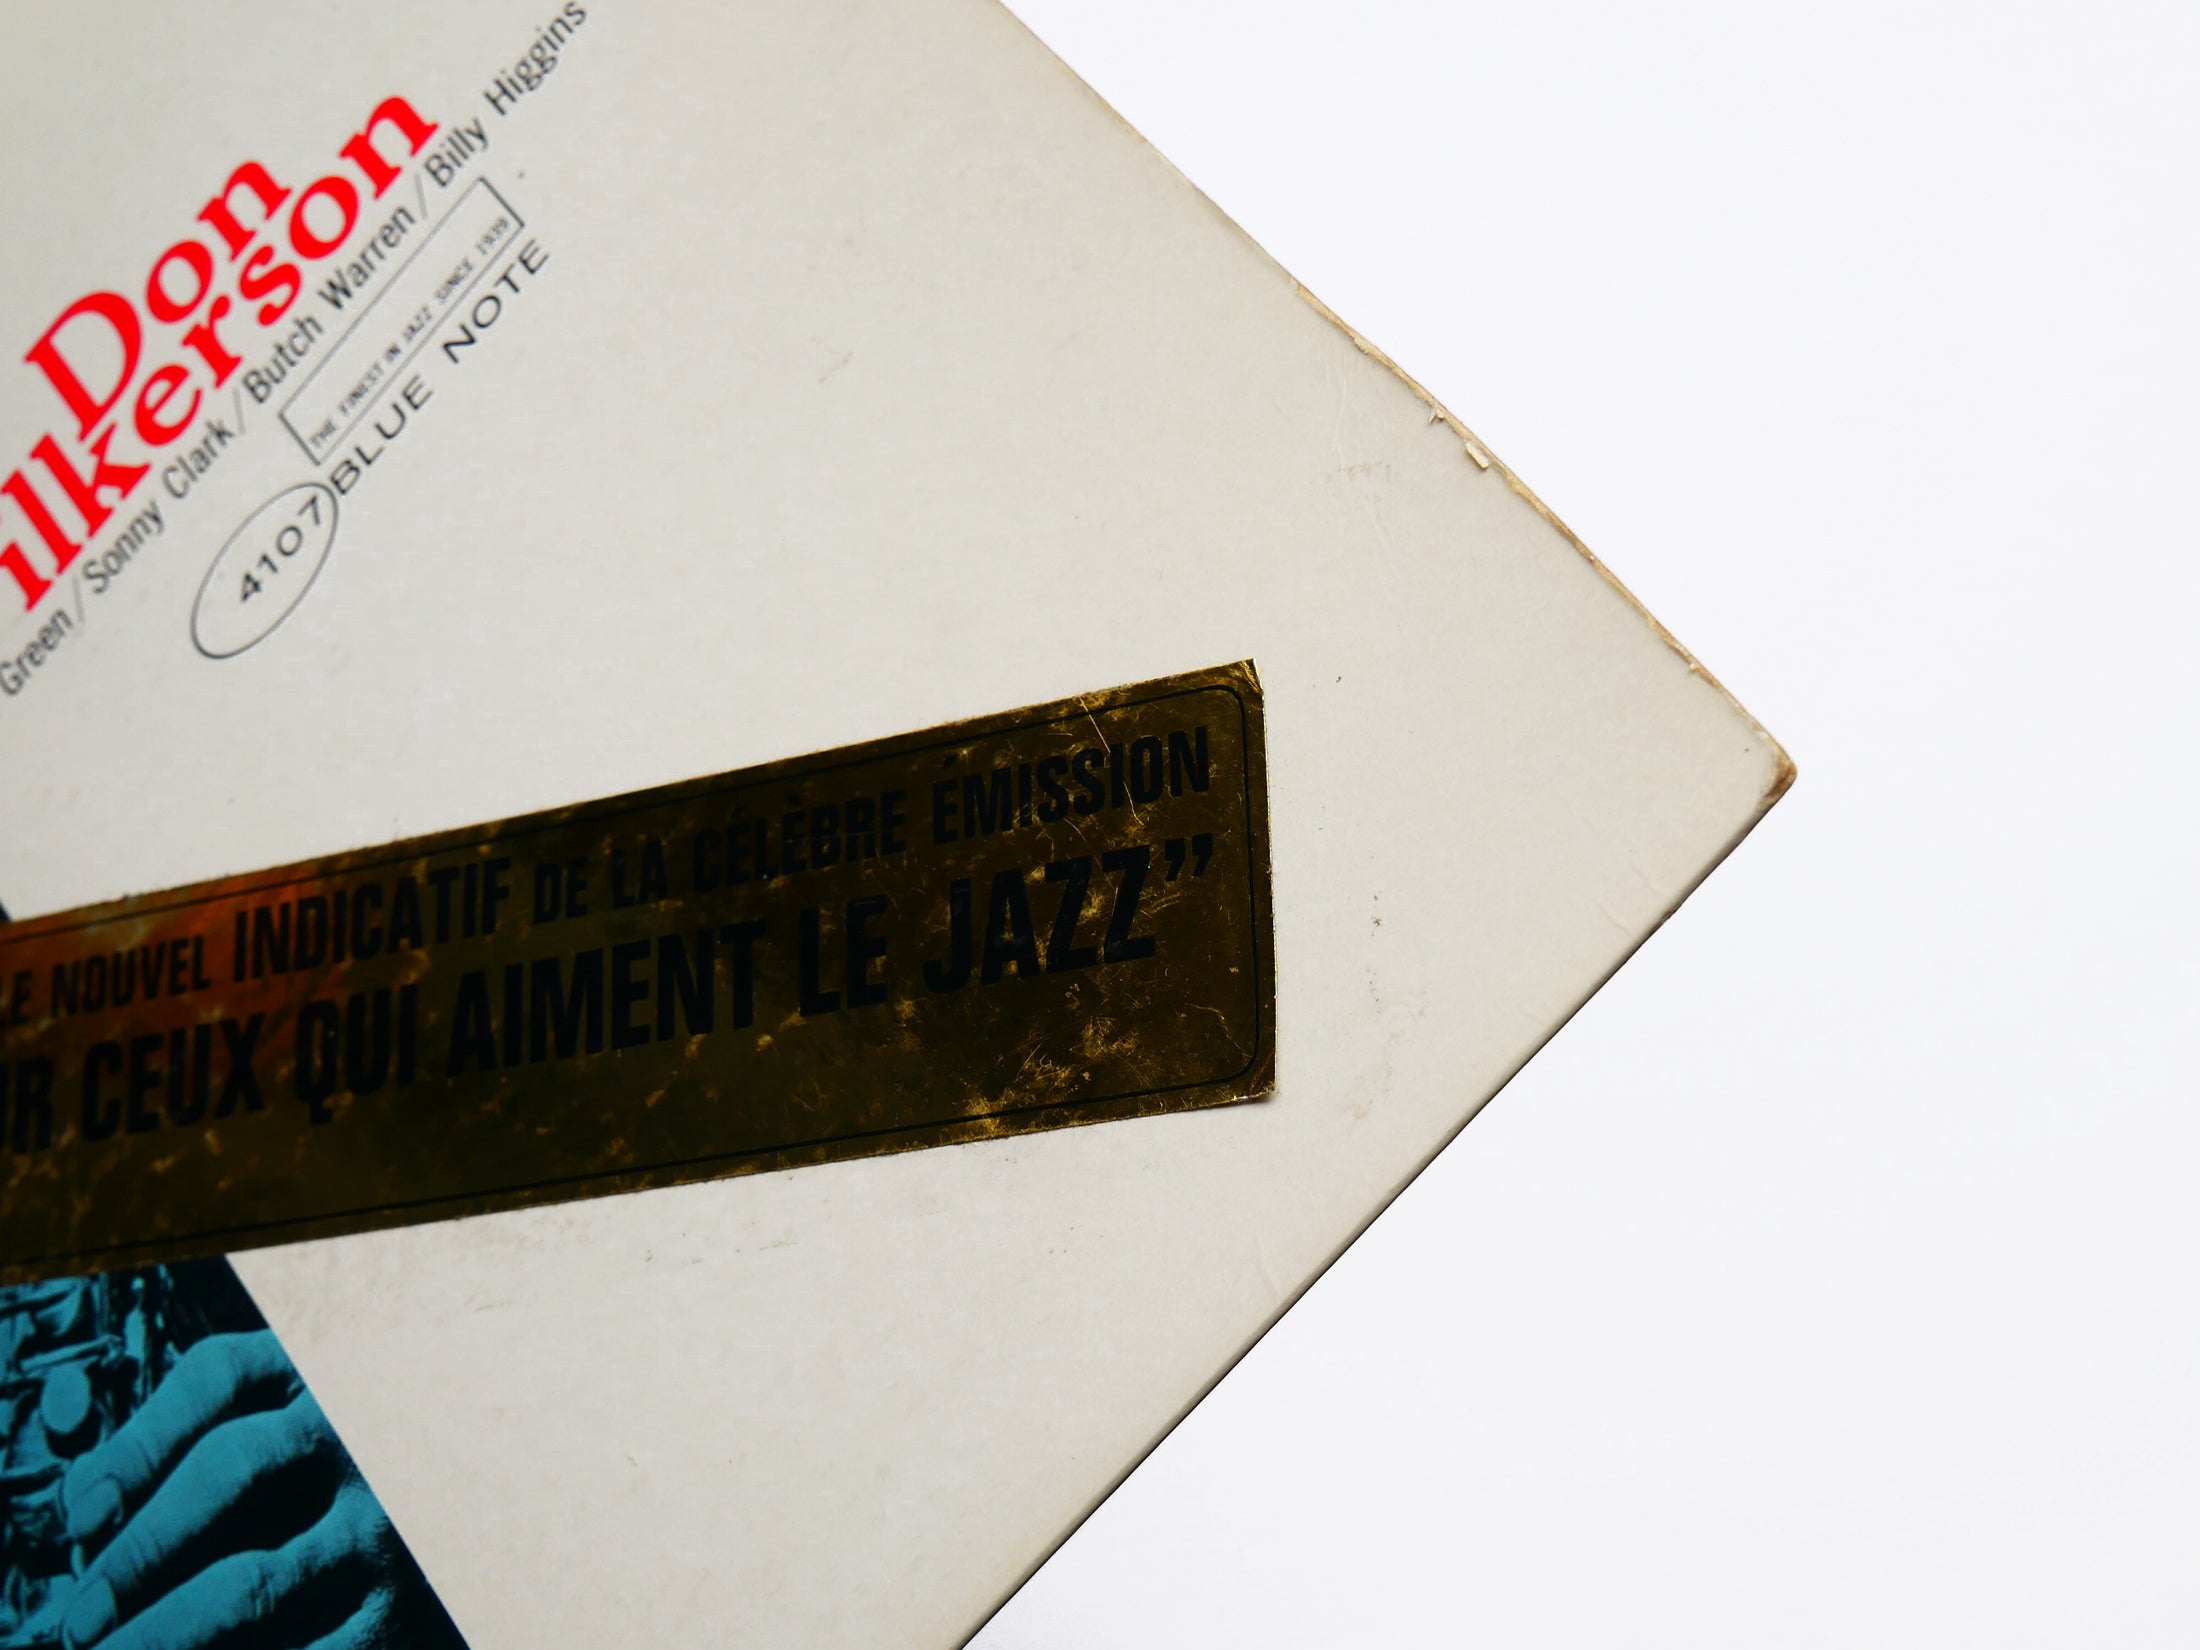 Don
ilkerson
Green/Sonny Clark/Butch Warren/Billy Higgins
THE FINEST IN JAZZ SINCE 1939
4107 BLUE NOTE
LE NOUVEL INDICATIF DE LA CÉLÈBRE ÉMISSION
UR CEUX QUI AIMENT LE JAZZ”